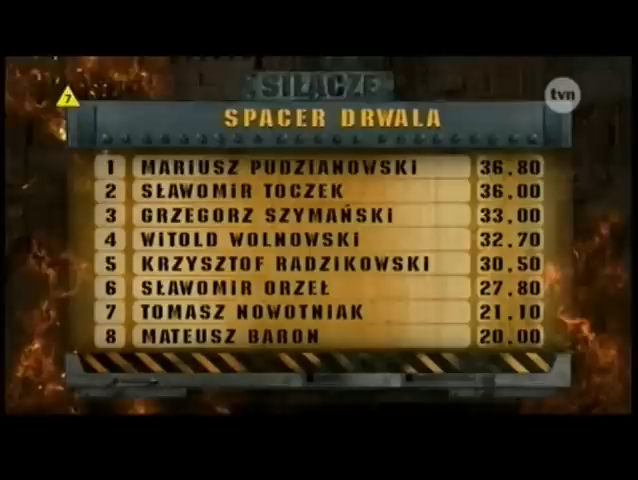 SIŁACZE
7
tvn
SPACER DRWALA
1 MARIUSZ PUDZIANOWSKI 36.80
2 SŁAWOMIR TOCZEK 36.00
3 GRZEGORZ SZYMAŃSKI 33.00
4 WITOLD WOLNOWSKI 32.70
5 KRZYSZTOF RADZIKOWSKI 30.50
6 SŁAWOMIR ORZEŁ 27.80
7 TOMASZ NOWOTNIAK 21.10
8 MATEUSZ BARON 20.00